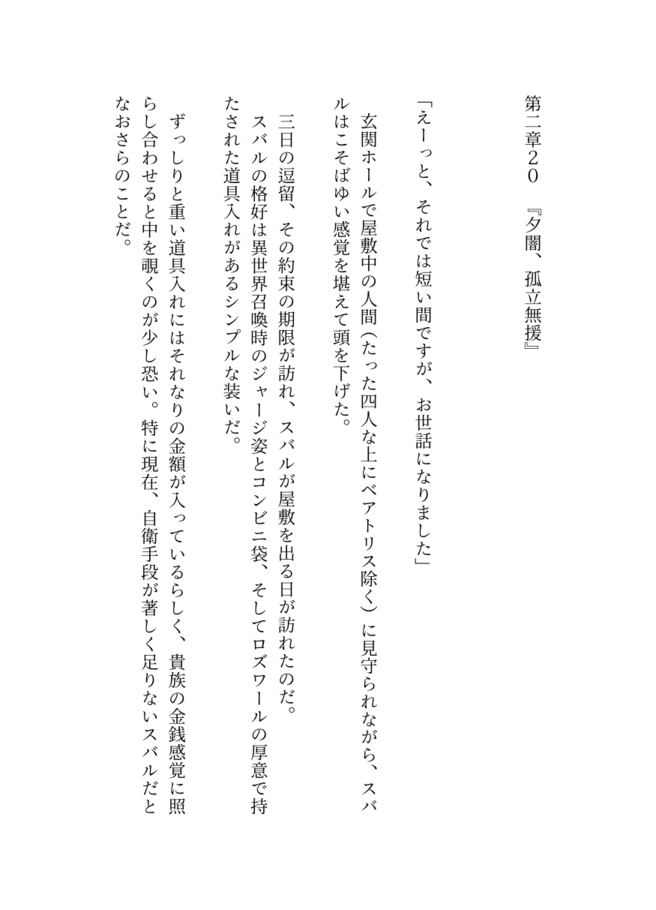 第二章２０　『夕闇、孤立無援』
「えーっと、それでは短い間ですが、お世話になりました」
　玄関ホールで屋敷中の人間（たった四人な上にベアトリス除く）に見守られながら、スバ
ルはこそばゆい感覚を堪えて頭を下げた。
　三日の逗留、その約束の期限が訪れ、スバルが屋敷を出る日が訪れたのだ。
　スバルの格好は異世界召喚時のジャージ姿とコンビニ袋、そしてロズワールの厚意で持
たされた道具入れがあるシンプルな装いだ。
　ずっしりと重い道具入れにはそれなりの金額が入っているらしく、貴族の金銭感覚に照
らし合わせると中を覗くのが少し恐い。特に現在、自衛手段が著しく足りないスバルだと
なおさらのことだ。